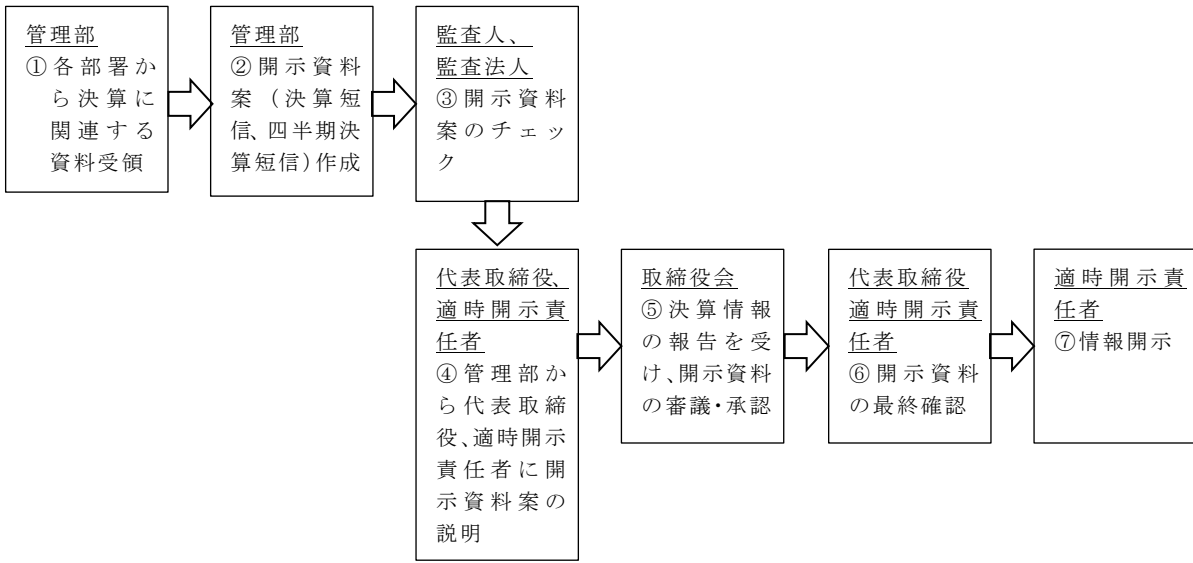 管理部
①各部署か
ら決算に
関連する
資料受領
管理部
②開示資料
案（決算短
信、四半期決
算短信）作成
監査人、
監査法人
③開示資料
案のチェッ
ク
代表取締役、
適時開示責
任者
④管理部か
ら代表取締
役、適時開示
責任者に開
示資料案の
説明
取締役会
⑤決算情報
の報告を受
け、開示資料
の審議・承認
代表取締役
適時開示責
任者
⑥開示資料
の最終確認
適時開示責
任者
⑦情報開示